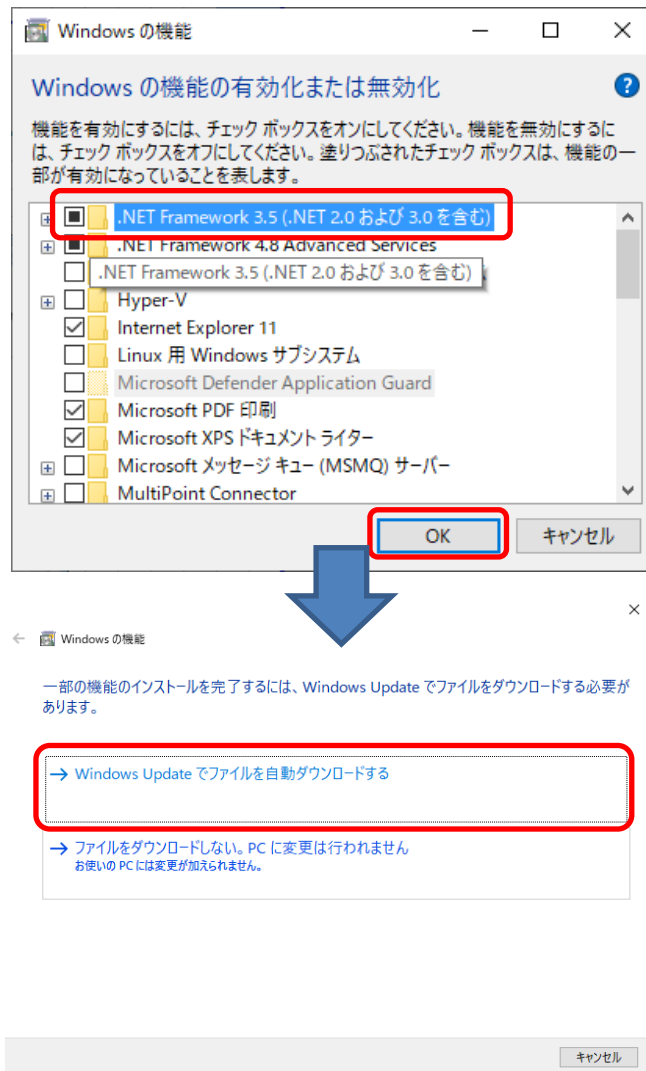 Windows の機能
Windows の機能の有効化または無効化
機能を有効にするには、チェック ボックスをオンにしてください。機能を無効にするに
は、チェック ボックスをオフにしてください。塗りつぶされたチェック ボックスは、機能の一
部が有効になっていることを表します。
.NET Framework 3.5 (.NET 2.0 および 3.0 を含む)
.NET Framework 4.8 Advanced Services
.NET Framework 3.5 (.NET 2.0 および 3.0 を含む)
Hyper-V
Internet Explorer 11
Linux 用 Windows サブシステム
Microsoft Defender Application Guard
Microsoft PDF 印刷
Microsoft XPS ドキュメント ライター
Microsoft メッセージ キュー (MSMQ) サーバー
MultiPoint Connector
OK キャンセル
Windows の機能
一部の機能のインストールを完了するには、Windows Update でファイルをダウンロードする必要が
あります。
Windows Update でファイルを自動ダウンロードする
ファイルをダウンロードしない。PC に変更は行われません
お使いの PC には変更が加えられません。
キャンセル